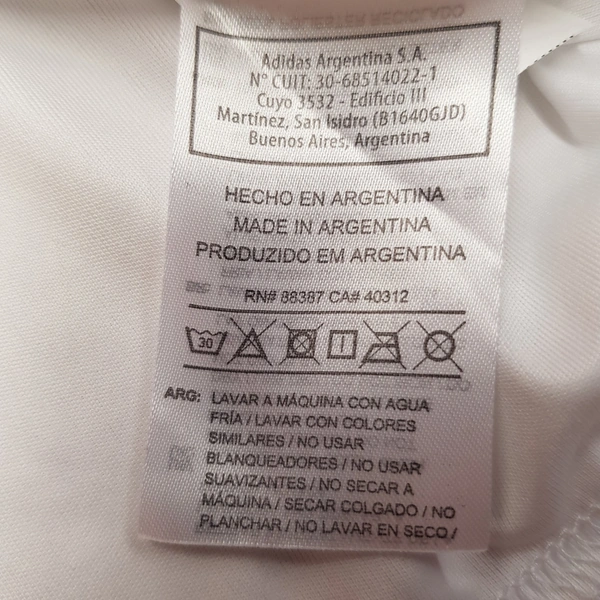 Adidas Argentina S.A.
N° CUIT: 30-68514022-1
Cuyo 3532 - Edificio III
Martínez, San Isidro (B1640GJD)
Buenos Aires, Argentina
HECHO EN ARGENTINA
MADE IN ARGENTINA
PRODUZIDO EM ARGENTINA
RN# 88387 CA# 40312
30
ARG: LAVAR A MÁQUINA CON AGUA
FRÍA / LAVAR CON COLORES
SIMILARES / NO USAR
BLANQUEADORES / NO USAR
SUAVIZANTES / NO SECAR A
MÁQUINA / SECAR COLGADO / NO
PLANCHAR / NO LAVAR EN SECO /